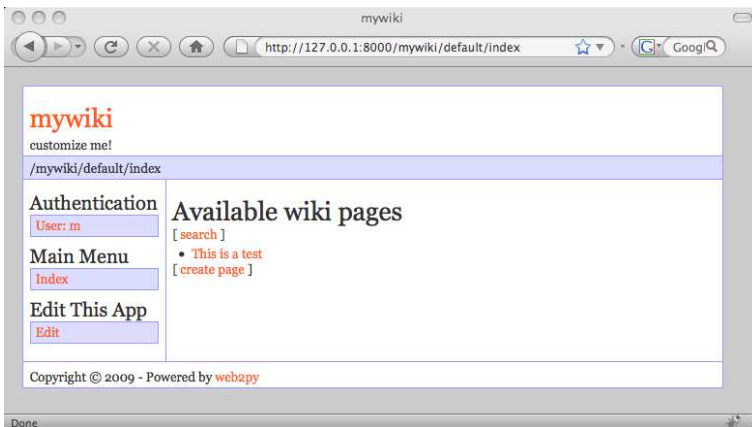 mywiki
http://127.0.0.1:8000/mywiki/default/index
Goog
mywiki
customize me!
/mywiki/default/index
Authentication
User: m
Main Menu
Index
Edit This App
Edit
Available wiki pages
[ search ]
• This is a test
[ create page ]
Copyright © 2009 - Powered by web2py
Done